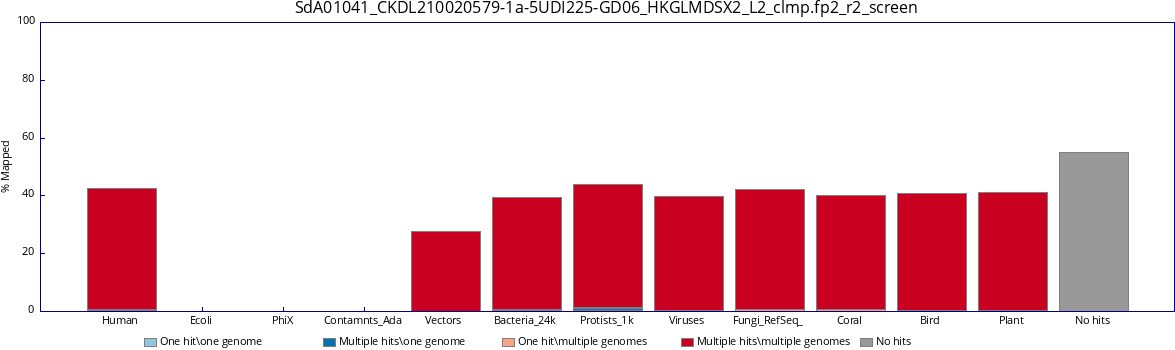 SdA01041_CKDL210020579-1a-5UDI225-GD06_HKGLMDSX2_L2_clmp.fp2_r2_screen
100
80
60
40
20
0
% Mapped
Human Ecoli PhiX Contamnts_Ada Vectors Bacteria_24k Protists_1k Viruses Fungi_RefSeq_ Coral Bird Plant No hits
One hit\one genome Multiple hits\one genome One hit\multiple genomes Multiple hits\multiple genomes No hits